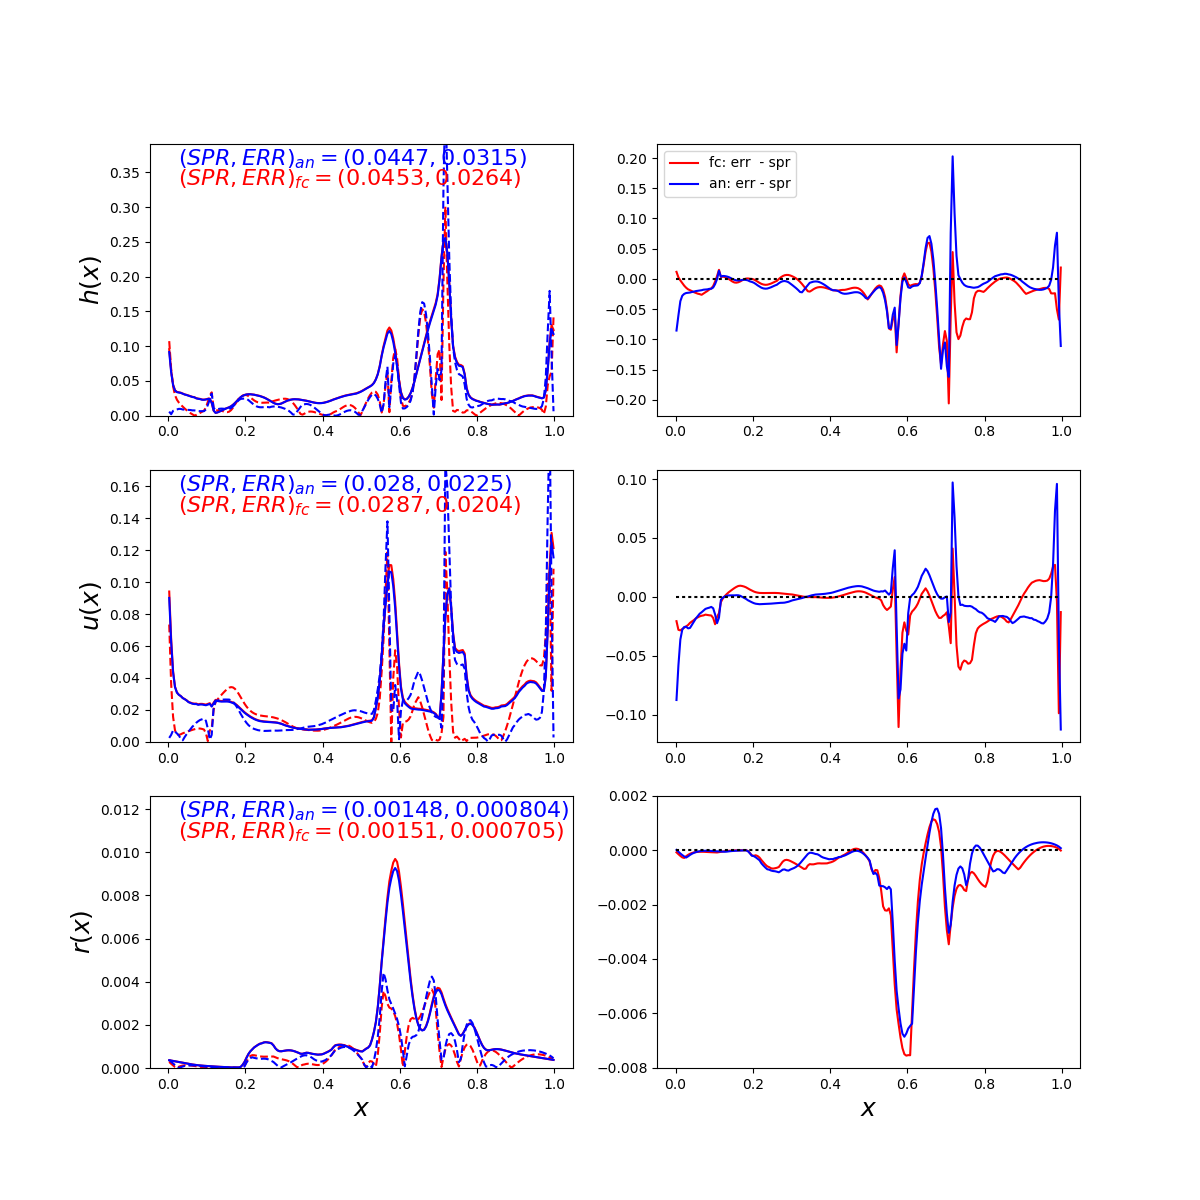 (SPR, ERR)an = (0.0447, 0.0315)
(SPR, ERR)fc = (0.0453, 0.0264)
h(x)
0.35
0.30
0.25
0.20
0.15
0.10
0.05
0.00
0.0 0.2 0.4 0.6 0.8 1.0
fc: err - spr
an: err - spr
0.20
0.15
0.10
0.05
0.00
−0.05
−0.10
−0.15
−0.20
0.0 0.2 0.4 0.6 0.8 1.0
(SPR, ERR)an = (0.028, 0.0225)
(SPR, ERR)fc = (0.0287, 0.0204)
u(x)
0.16
0.14
0.12
0.10
0.08
0.06
0.04
0.02
0.00
0.0 0.2 0.4 0.6 0.8 1.0
0.10
0.05
0.00
−0.05
−0.10
0.0 0.2 0.4 0.6 0.8 1.0
(SPR, ERR)an = (0.00148, 0.000804)
(SPR, ERR)fc = (0.00151, 0.000705)
r(x)
0.012
0.010
0.008
0.006
0.004
0.002
0.000
0.0 0.2 0.4 0.6 0.8 1.0
x
0.002
0.000
−0.002
−0.004
−0.006
−0.008
0.0 0.2 0.4 0.6 0.8 1.0
x